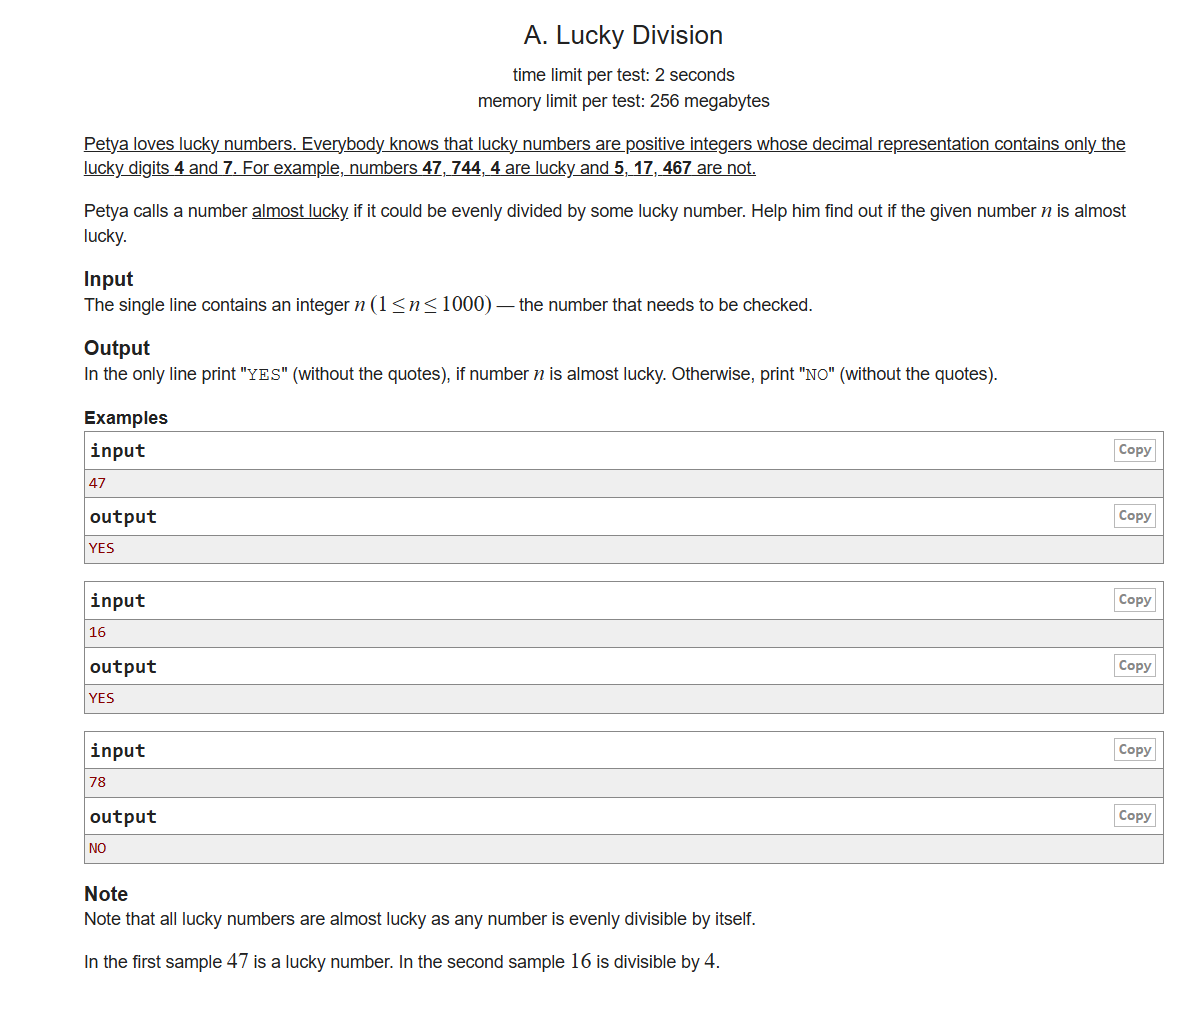 A. Lucky Division
time limit per test: 2 seconds
memory limit per test: 256 megabytes
Petya loves lucky numbers. Everybody knows that lucky numbers are positive integers whose decimal representation contains only the
lucky digits 4 and 7. For example, numbers 47, 744, 4 are lucky and 5, 17, 467 are not.
Petya calls a number almost lucky if it could be evenly divided by some lucky number. Help him find out if the given number n is almost
lucky.
Input
The single line contains an integer n (1 ≤ n ≤ 1000) — the number that needs to be checked.
Output
In the only line print "YES" (without the quotes), if number n is almost lucky. Otherwise, print "NO" (without the quotes).
Examples
input Copy
47
output Copy
YES
input Copy
16
output Copy
YES
input Copy
78
output Copy
NO
Note
Note that all lucky numbers are almost lucky as any number is evenly divisible by itself.
In the first sample 47 is a lucky number. In the second sample 16 is divisible by 4.